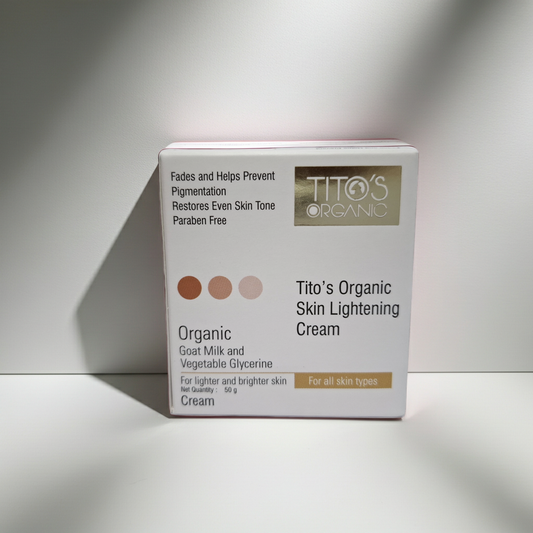 Fades and Helps Prevent
Pigmentation
Restores Even Skin Tone
Paraben Free
TITO'S
ORGANIC
Tito's Organic
Skin Lightening
Cream
Organic
Goat Milk and
Vegetable Glycerine
For lighter and brighter skin
Net Quantity : 50 g
Cream
For all skin types